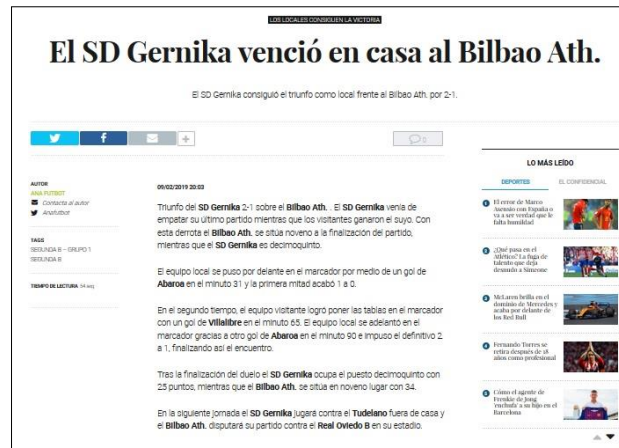 LOS LOCALES CONSIGUEN LA VICTORIA
El SD Gernika venció en casa al Bilbao Ath.
El SD Gernika consiguió el triunfo como local frente al Bilbao Ath. por 2-1.
0
AUTOR
ANA FUTBOT
Contacta al autor
Anafutbot
TAGS
SEGUNDA B – GRUPO 1
SEGUNDA B
TIEMPO DE LECTURA 54 seg
09/02/2019 20:03
Triunfo del SD Gernika 2-1 sobre el Bilbao Ath. . El SD Gernika venía de
empatar su último partido mientras que los visitantes ganaron el suyo. Con
esta derrota el Bilbao Ath. se sitúa noveno a la finalización del partido,
mientras que el SD Gernika es decimoquinto.
El equipo local se puso por delante en el marcador por medio de un gol de
Abaroa en el minuto 31 y la primera mitad acabó 1 a 0.
En el segundo tiempo, el equipo visitante logró poner las tablas en el marcador
con un gol de Villalibre en el minuto 65. El equipo local se adelantó en el
marcador gracias a otro gol de Abaroa en el minuto 90 e impuso el definitivo 2
a 1, finalizando así el encuentro.
Tras la finalización del duelo el SD Gernika ocupa el puesto decimoquinto con
25 puntos, mientras que el Bilbao Ath. se sitúa en noveno lugar con 34.
En la siguiente jornada el SD Gernika jugará contra el Tudelano fuera de casa y
el Bilbao Ath. disputará su partido contra el Real Oviedo B en su estadio.
LO MÁS LEÍDO
DEPORTES EL CONFIDENCIAL
1 El error de Marco
Asensio con España o
va a ser verdad que le
falta humildad
2 ¿Qué pasa en el
Atlético? La fuga de
talento que deja
desnudo a Simeone
3 McLaren brilla en el
dominio de Mercedes y
acaba por delante de
los Red Bull
4 Fernando Torres se
retira después de 18
años como profesional
5 Cómo el agente de
Frenkie de Jong
'enchufa' a su hijo en el
Barcelona